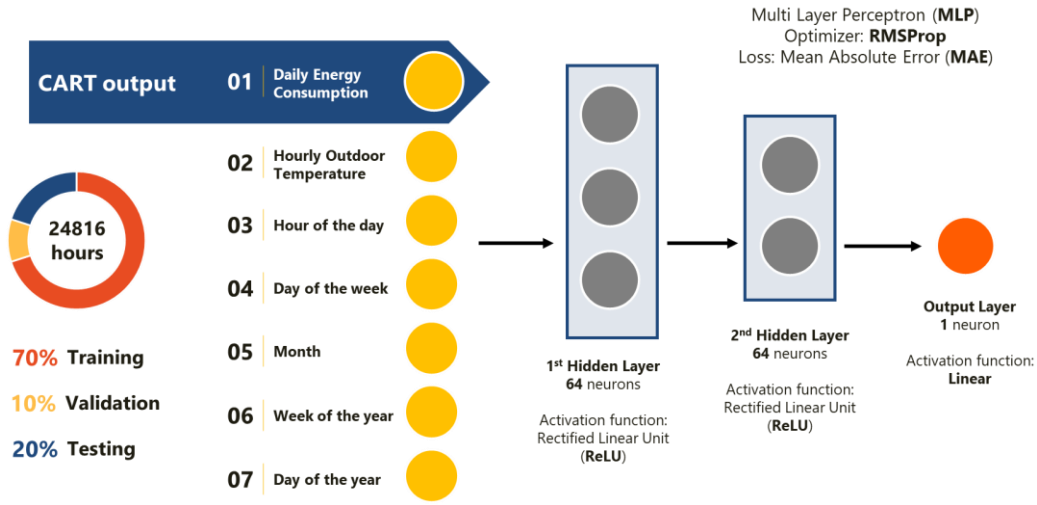 Multi Layer Perceptron (MLP)
Optimizer: RMSProp
Loss: Mean Absolute Error (MAE)
CART output
01 Daily Energy
Consumption
02 Hourly Outdoor
Temperature
03 Hour of the day
04 Day of the week
05 Month
06 Week of the year
07 Day of the year
24816
hours
70% Training
10% Validation
20% Testing
1st Hidden Layer
64 neurons
Activation function:
Rectified Linear Unit
(ReLU)
2nd Hidden Layer
64 neurons
Activation function:
Rectified Linear Unit
(ReLU)
Output Layer
1 neuron
Activation function:
Linear